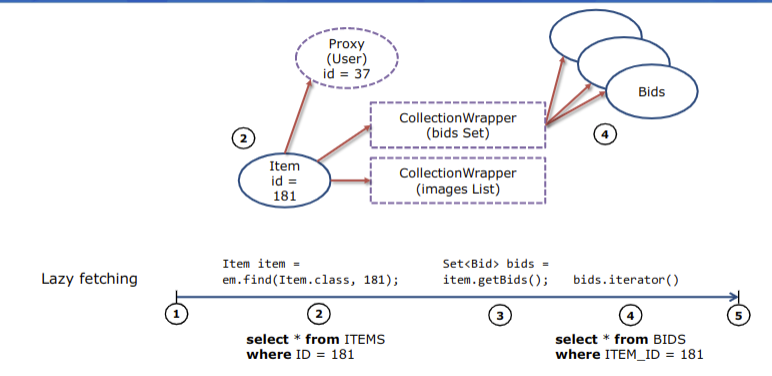 Proxy
(User)
id = 37
Bids
CollectionWrapper
(bids Set)
2
4
Item
id =
181
CollectionWrapper
(images List)
Item item =
em.find(Item.class, 181);
Set<Bid> bids =
item.getBids();
bids.iterator()
Lazy fetching
1
2
3
4
5
select * from ITEMS
where ID = 181
select * from BIDS
where ITEM_ID = 181